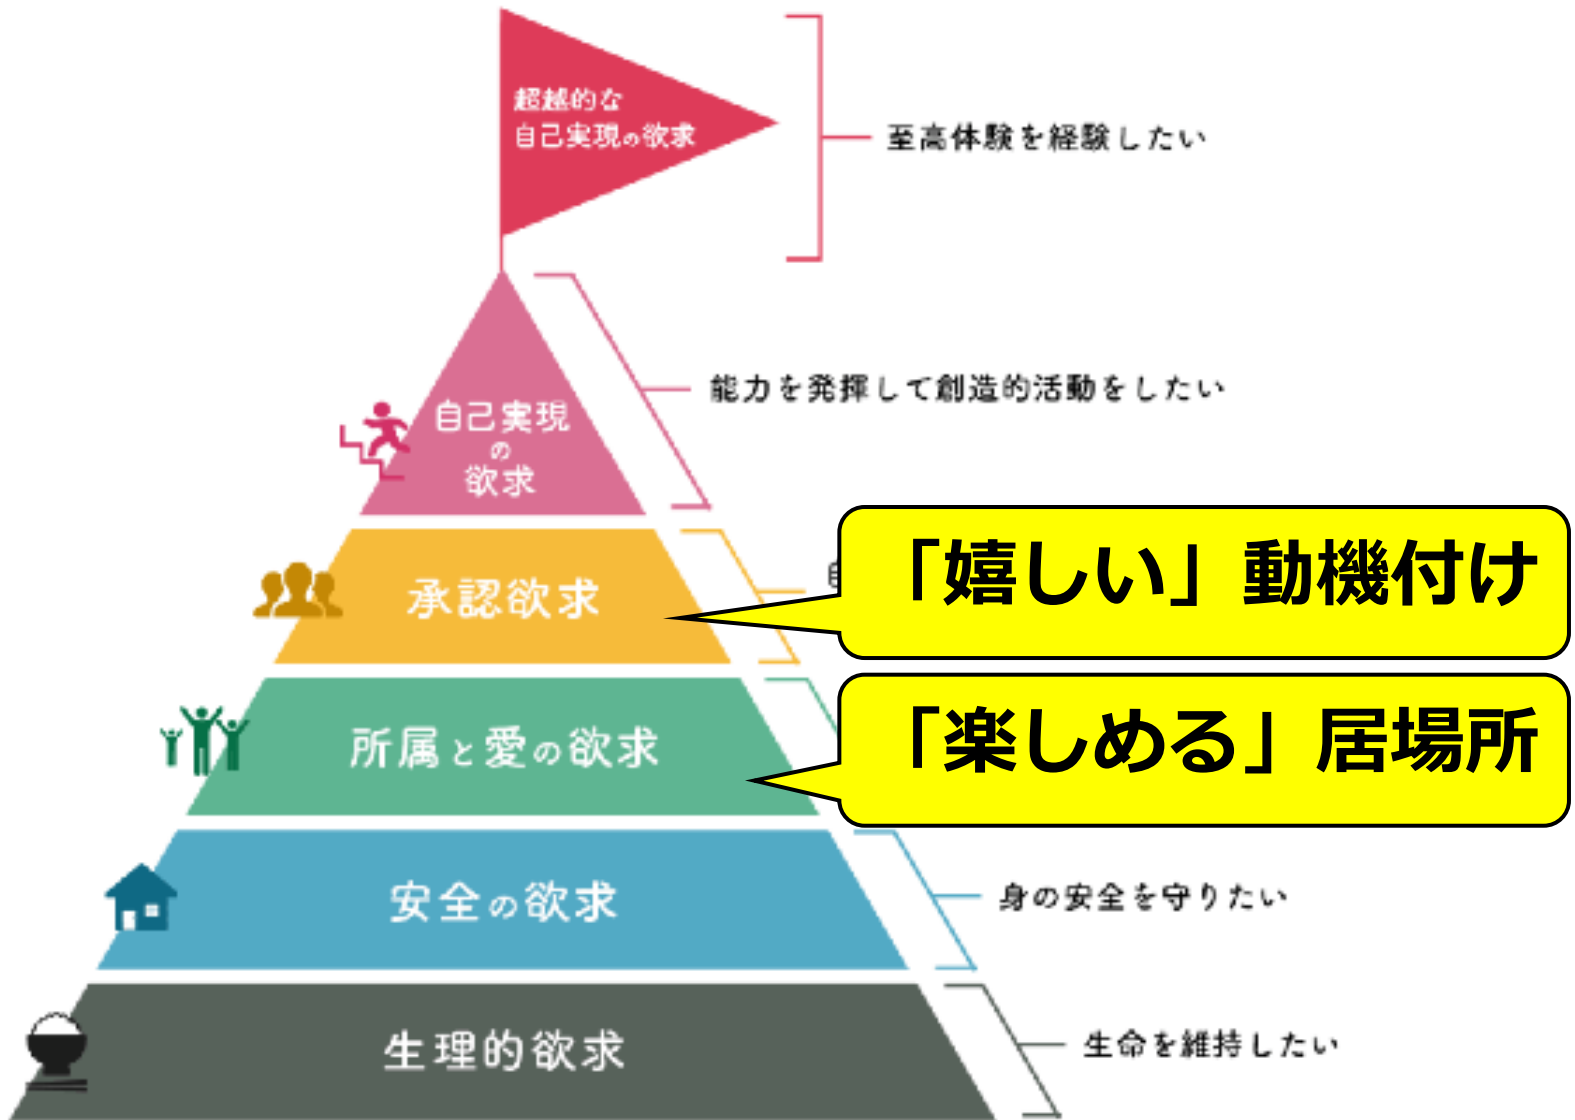 超越的な
自己実現の欲求
至高体験を経験したい
自己実現
の
欲求
能力を発揮して創造的活動をしたい
承認欲求
「嬉しい」動機付け
所属と愛の欲求
「楽しめる」居場所
安全の欲求
身の安全を守りたい
生理的欲求
生命を維持したい